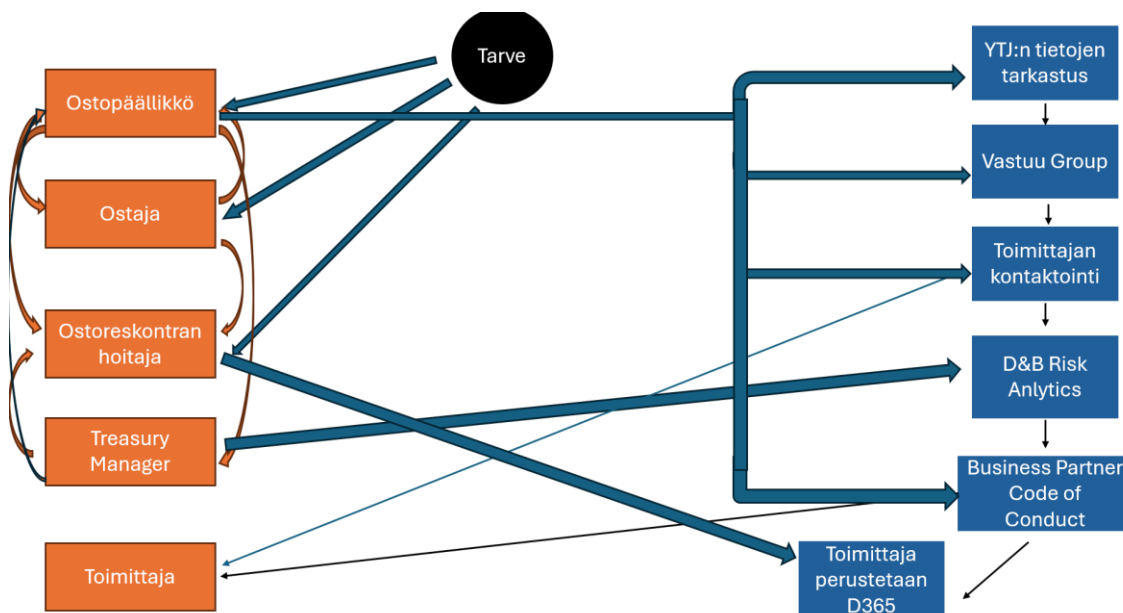 Tarve
Ostopäällikkö
Ostaja
Ostoreskontran
hoitaja
Treasury
Manager
Toimittaja
YTJ:n tietojen
tarkastus
Vastuu Group
Toimittajan
kontaktointi
D&B Risk
Anlytics
Business Partner
Code of
Conduct
Toimittaja
perustetaan
D365